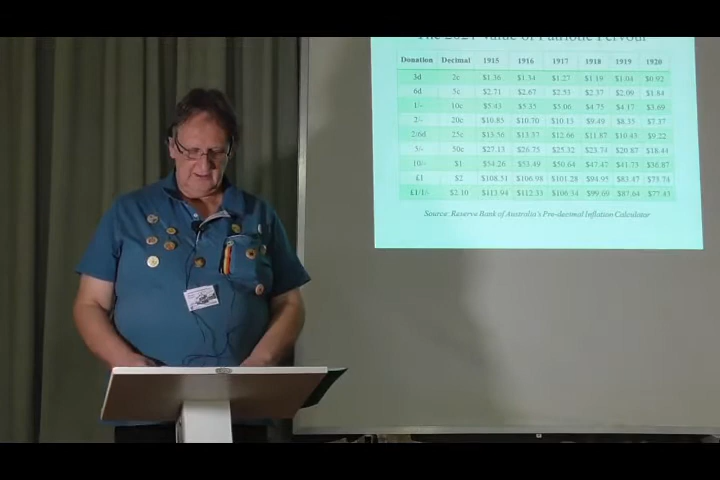 The 2021 Value of Patriotic Fervour
Donation Decimal 1915 1916 1917 1918 1919 1920
3d 2c $1.36 $1.34 $1.27 $1.19 $1.04 $0.92
6d 5c $2.71 $2.67 $2.53 $2.37 $2.09 $1.84
1/- 10c $5.43 $5.35 $5.06 $4.75 $4.17 $3.69
2/- 20c $10.85 $10.70 $10.13 $9.49 $8.35 $7.37
2/6d 25c $13.56 $13.37 $12.66 $11.87 $10.43 $9.22
5/- 50c $27.13 $26.75 $25.32 $23.74 $20.87 $18.44
10/- $1 $54.26 $53.49 $50.64 $47.47 $41.73 $36.87
£1 $2 $108.51 $106.98 $101.28 $94.95 $83.47 $73.74
£1/1/- $2.10 $113.94 $112.33 $106.34 $99.69 $87.64 $77.43
Source: Reserve Bank of Australia's Pre-decimal Inflation Calculator